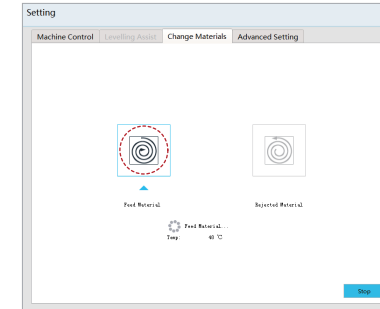 Setting
Machine Control Levelling Assist Change Materials Advanced Setting
Feed Material Rejected Material
Feed Material...
Temp: 40 ℃
Stop